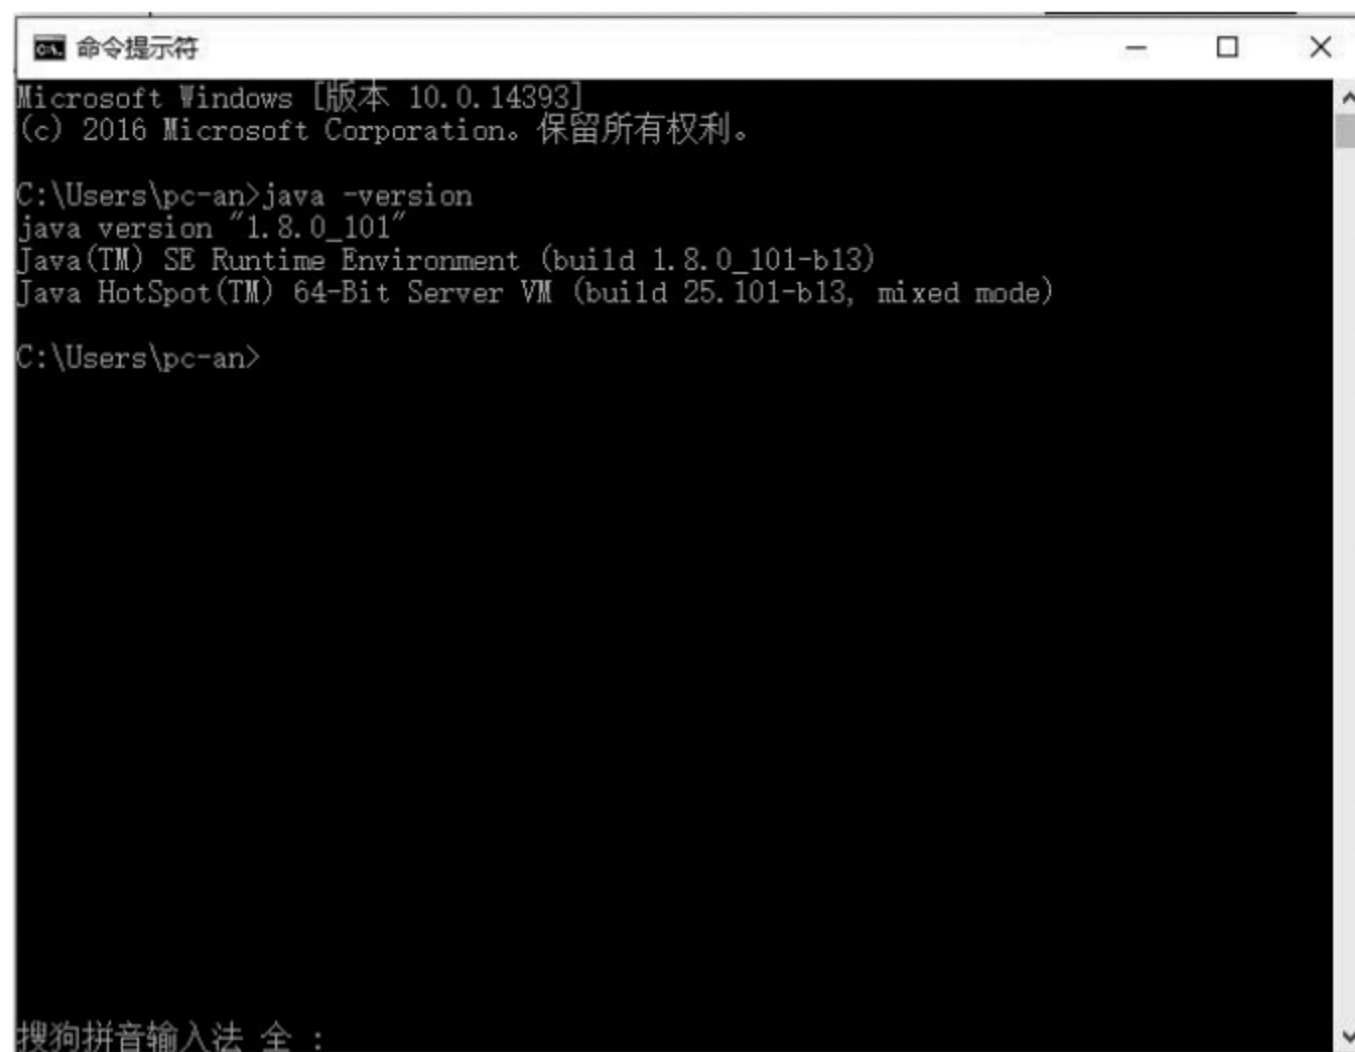 命令提示符
Microsoft Windows [版本 10.0.14393]
(c) 2016 Microsoft Corporation。保留所有权利。
C:\Users\pc-an>java -version
java version "1.8.0_101"
Java(TM) SE Runtime Environment (build 1.8.0_101-b13)
Java HotSpot(TM) 64-Bit Server VM (build 25.101-b13, mixed mode)
C:\Users\pc-an>
搜狗拼音输入法 全 :